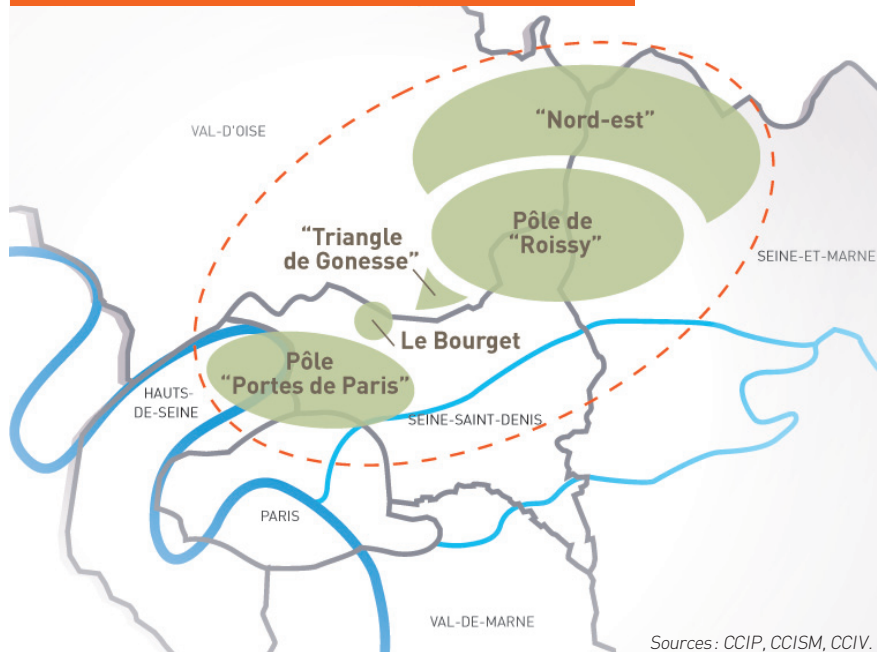 VAL-D'OISE
“Nord-est”
Pôle de
“Roissy”
“Triangle
de Gonesse”
SEINE-ET-MARNE
Le Bourget
Pôle
“Portes de Paris”
HAUTS-
DE-SEINE
SEINE-SAINT-DENIS
PARIS
VAL-DE-MARNE
Sources : CCIP, CCISM, CCIV.